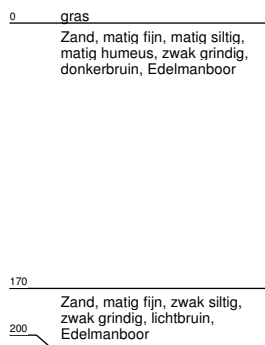 0 gras
Zand, matig fijn, matig siltig,
matig humeus, zwak grindig,
donkerbruin, Edelmanboor
170
Zand, matig fijn, zwak siltig,
zwak grindig, lichtbruin,
200 Edelmanboor